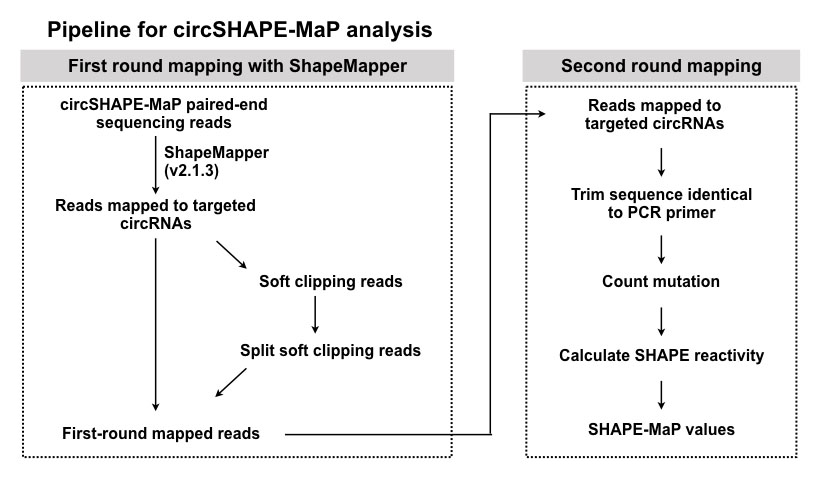 Pipeline for circSHAPE-MaP analysis
First round mapping with ShapeMapper
circSHAPE-MaP paired-end
sequencing reads
ShapeMapper
(v2.1.3)
Reads mapped to targeted
circRNAs
Soft clipping reads
Split soft clipping reads
First-round mapped reads
Second round mapping
Reads mapped to
targeted circRNAs
Trim sequence identical
to PCR primer
Count mutation
Calculate SHAPE reactivity
SHAPE-MaP values